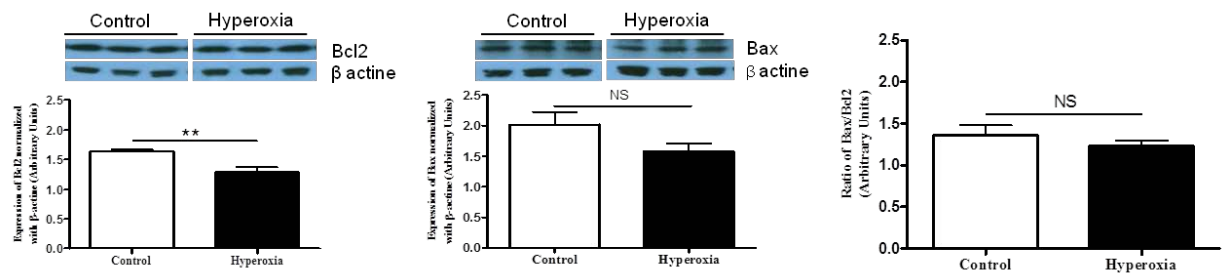 Control Hyperoxia
Bcl2
β actine
Expression of Bcl2 normalized
with β-actine (Arbitrary Units)
2.5
2.0
1.5
1.0
0.5
0.0
**
Control Hyperoxia
Control Hyperoxia
Bax
β actine
Expression of Bax normalized
with β-actine (Arbitrary Units)
2.5
2.0
1.5
1.0
0.5
0.0
NS
Control Hyperoxia
Ratio of Bax/Bcl2
(Arbitrary Units)
2.5
2.0
1.5
1.0
0.5
0.0
NS
Control Hyperoxia